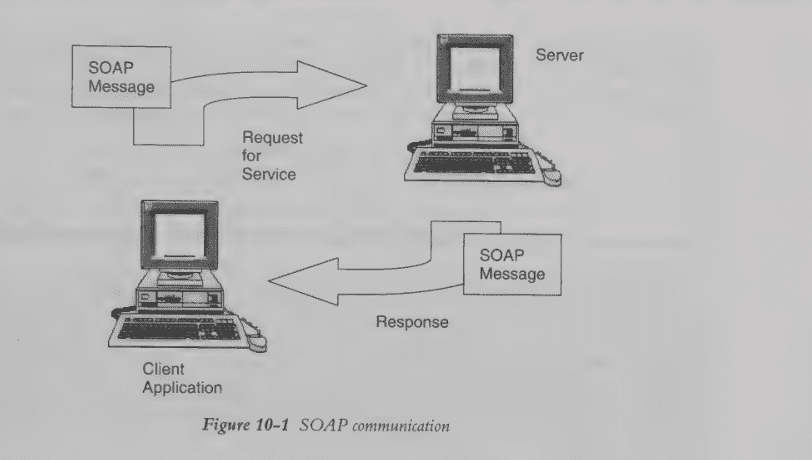 SOAP
Message
Server
Request
for
Service
SOAP
Message
Response
Client
Application
Figure 10–1 SOAP communication